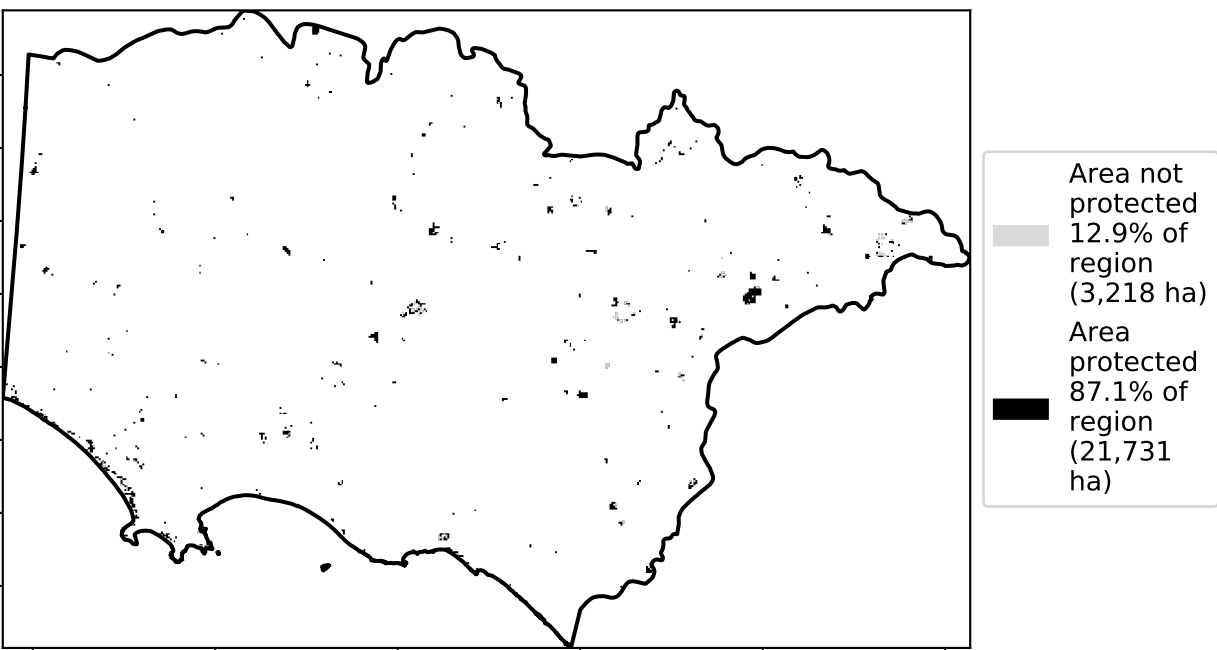 Area not
protected
12.9% of
region
(3,218 ha)
Area
protected
87.1% of
region
(21,731
ha)